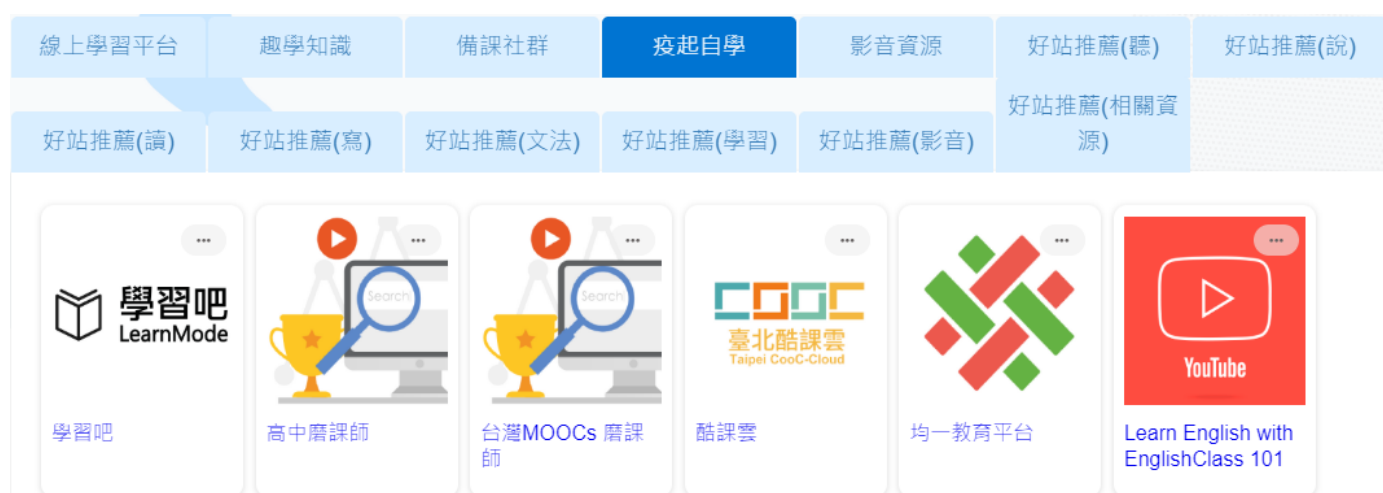 線上學習平台
趣學知識
備課社群
疫起自學
影音資源
好站推薦(聽)
好站推薦(說)
好站推薦(讀)
好站推薦(寫)
好站推薦(文法)
好站推薦(學習)
好站推薦(影音)
好站推薦(相關資
源)
學習吧
LearnMode
學習吧
Search
高中磨課師
Search
台灣MOOCs 磨課
師
COOC
臺北酷課雲
Taipei CooC-Cloud
酷課雲
均一教育平台
YouTube
Learn English with
EnglishClass 101